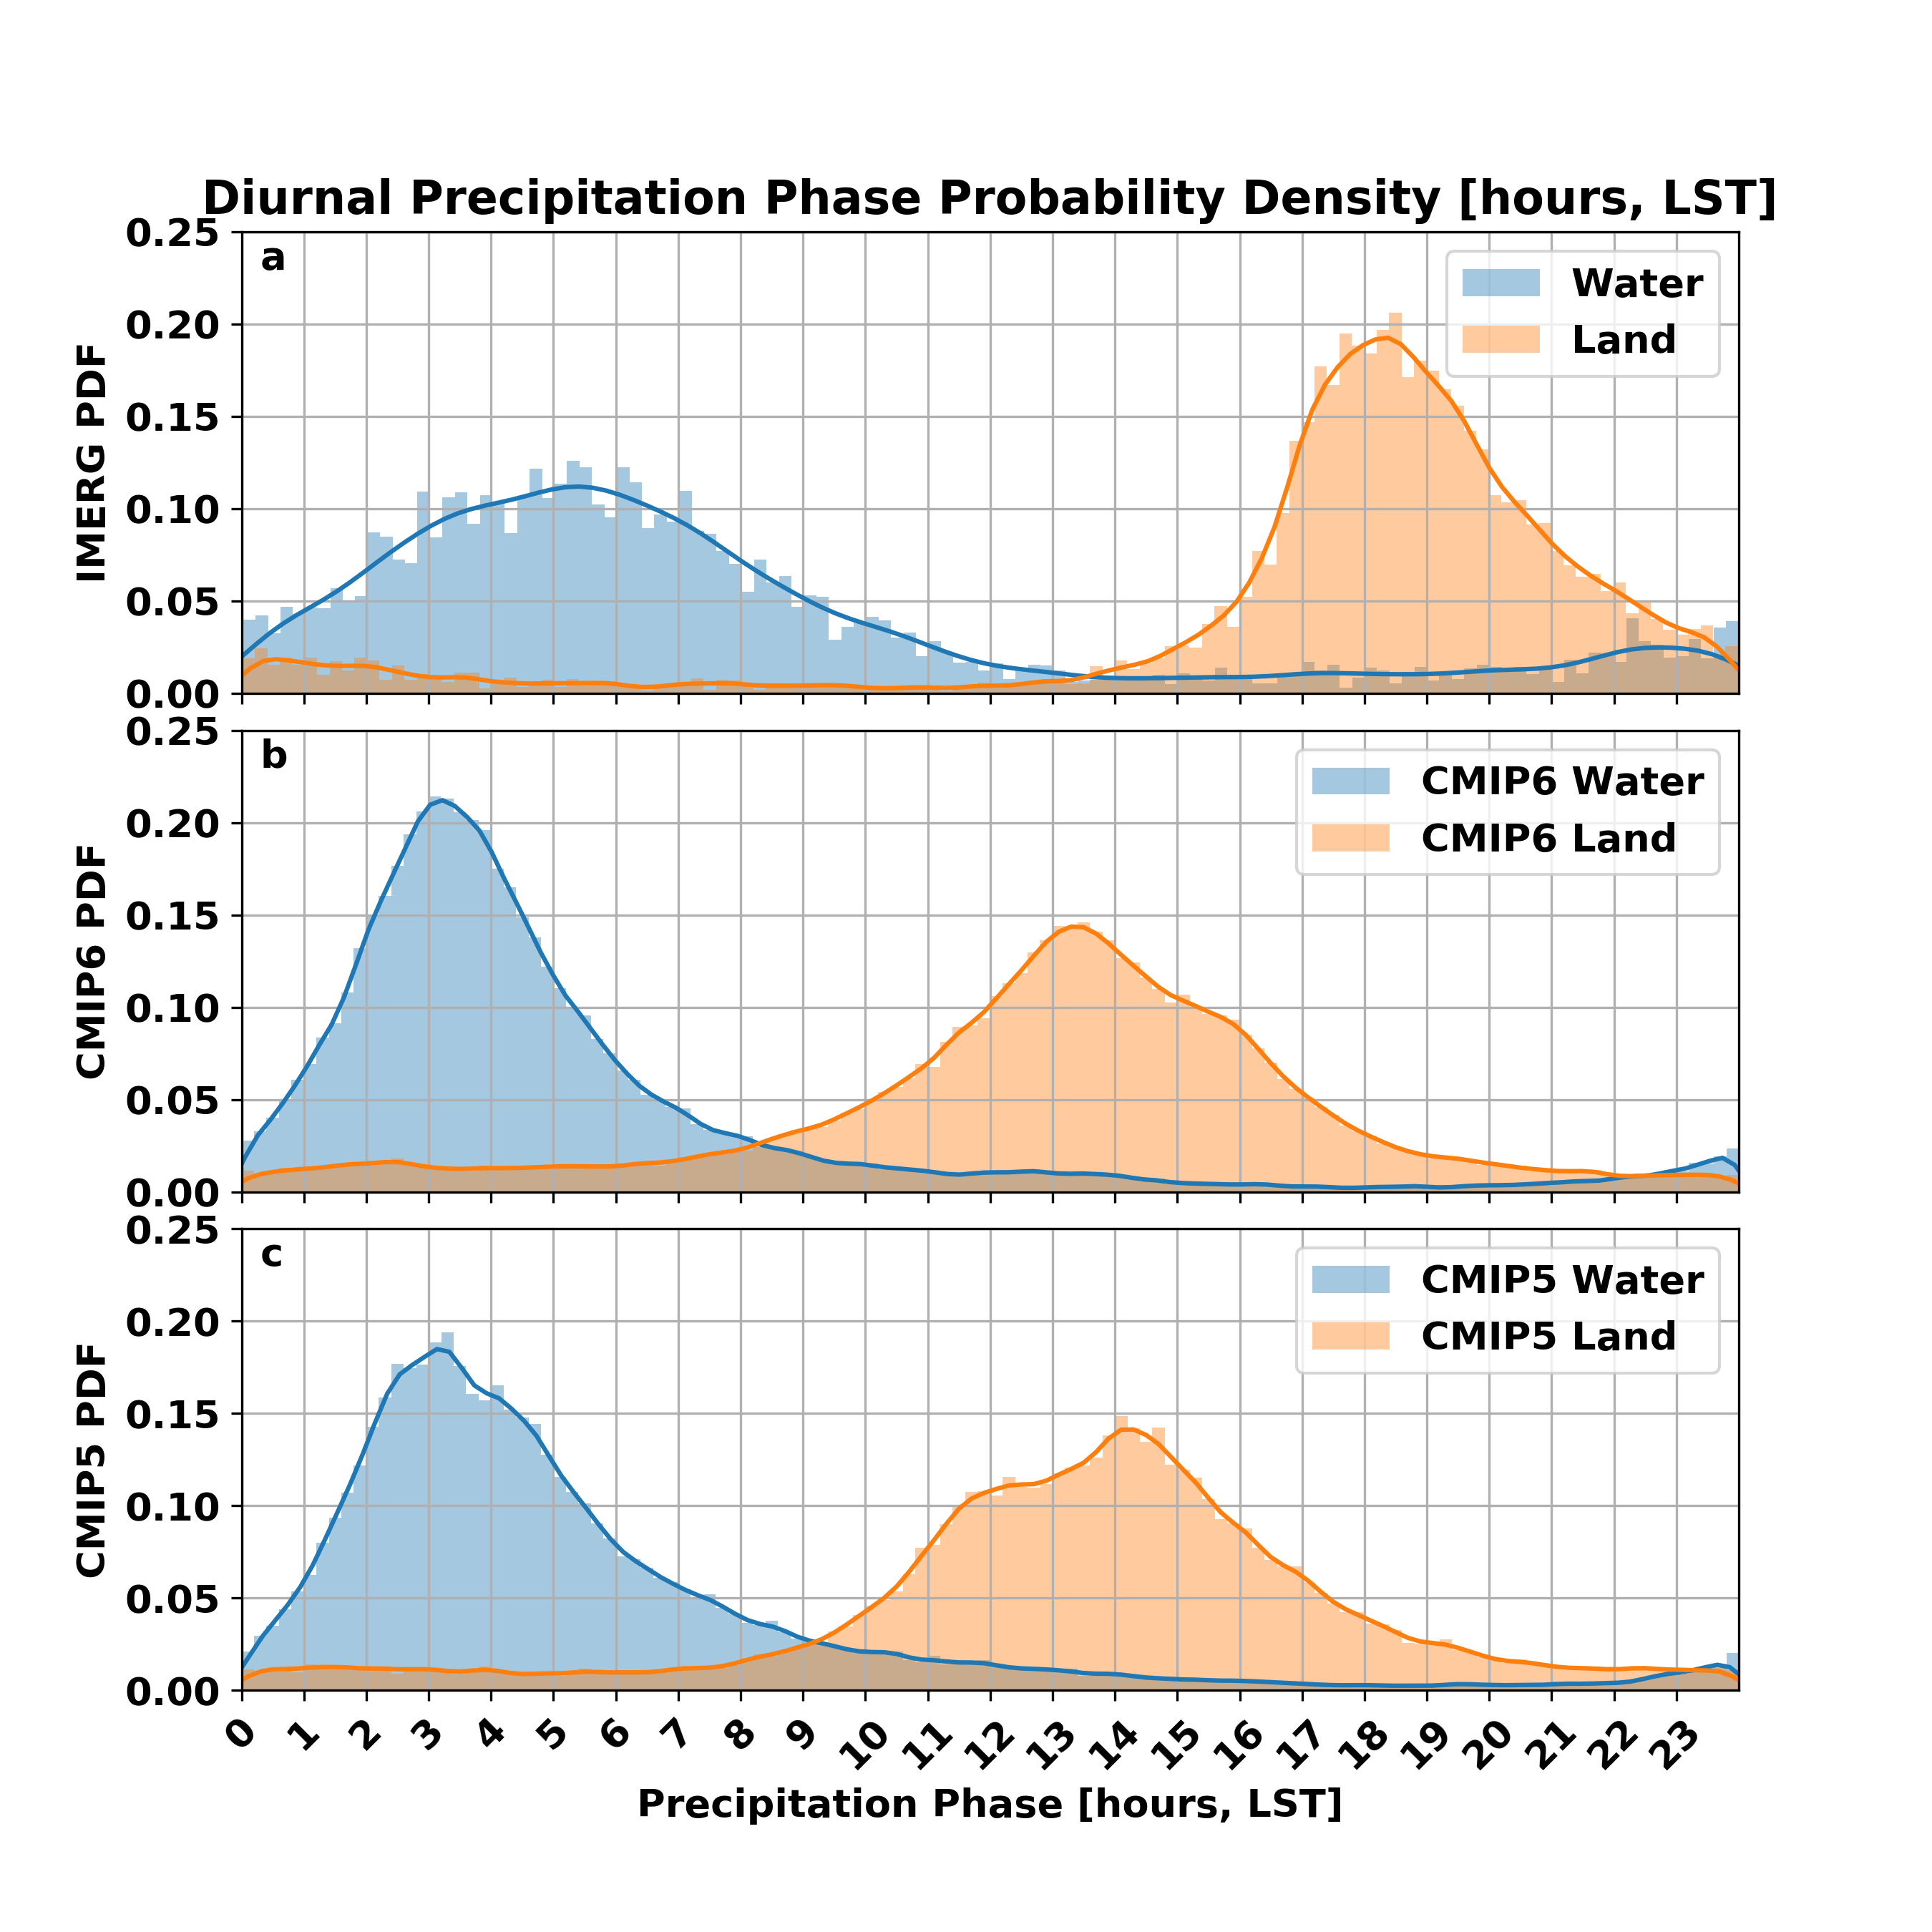 Diurnal Precipitation Phase Probability Density [hours, LST]
0.25
a
Water
0.20
Land
0.15
IMERG PDF
0.10
0.05
0.00
0.25
b
CMIP6 Water
0.20
CMIP6 Land
0.15
CMIP6 PDF
0.10
0.05
0.00
0.25
c
CMIP5 Water
0.20
CMIP5 Land
0.15
CMIP5 PDF
0.10
0.05
0.00
0 1 2 3 4 5 6 7 8 9 10 11 12 13 14 15 16 17 18 19 20 21 22 23
Precipitation Phase [hours, LST]